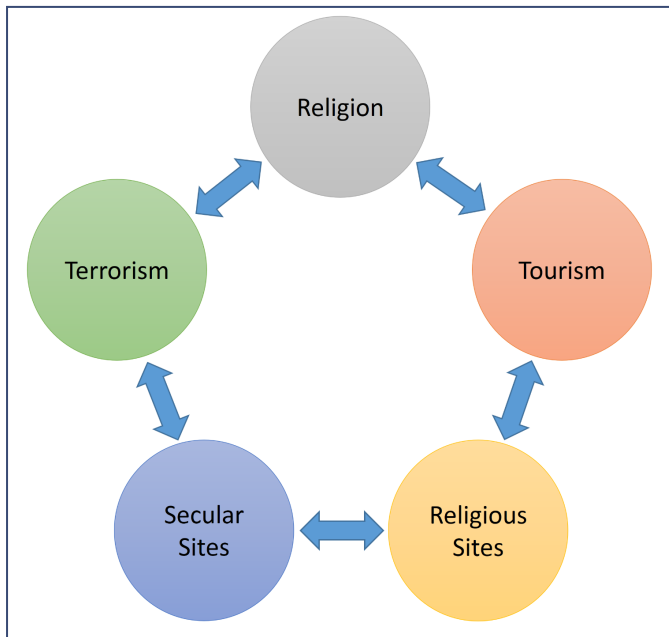 Religion
Terrorism
Tourism
Secular
Sites
Religious
Sites